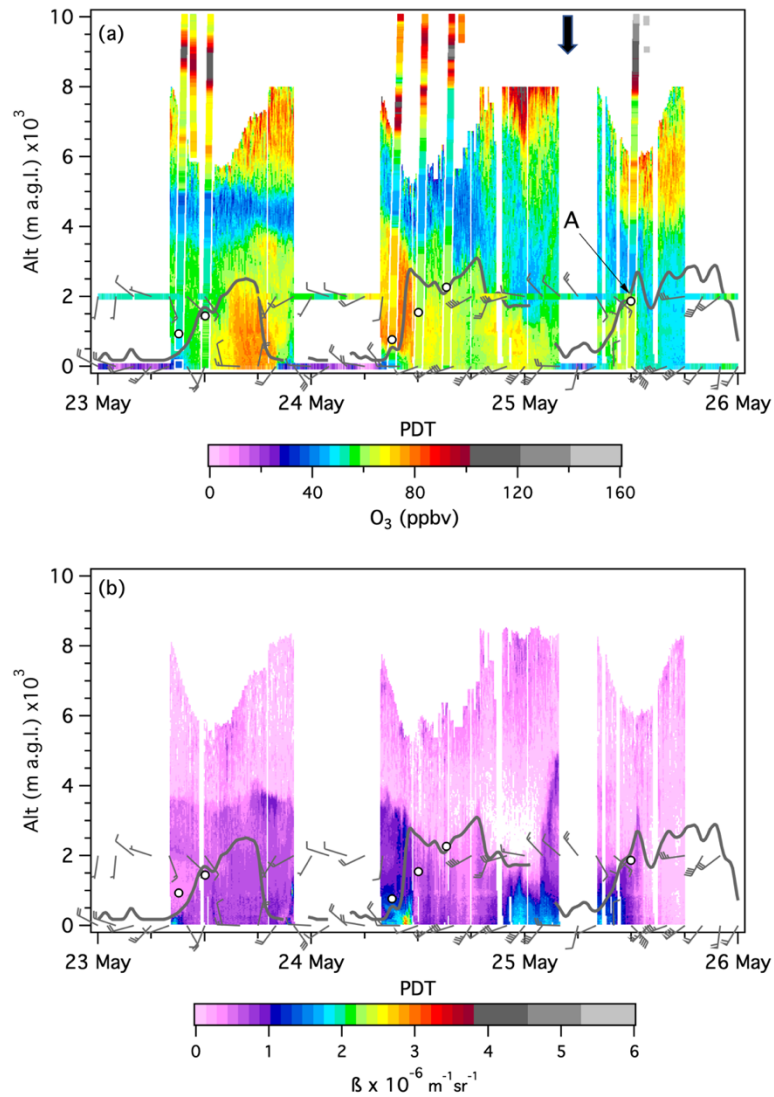 (a)
10
8
6
4
2
0
Alt (m a.g.l.) x10³
A
23 May
24 May
25 May
26 May
PDT
0
40
80
120
160
O₃ (ppbv)
(b)
10
8
6
4
2
0
Alt (m a.g.l.) x10³
23 May
24 May
25 May
26 May
PDT
0
1
2
3
4
5
6
ß x 10⁻⁶ m⁻¹sr⁻¹